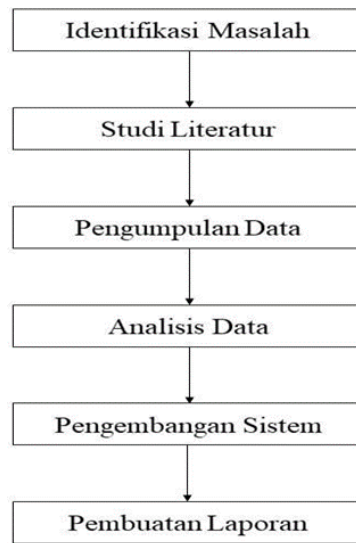 Identifikasi Masalah
Studi Literatur
Pengumpulan Data
Analisis Data
Pengembangan Sistem
Pembuatan Laporan